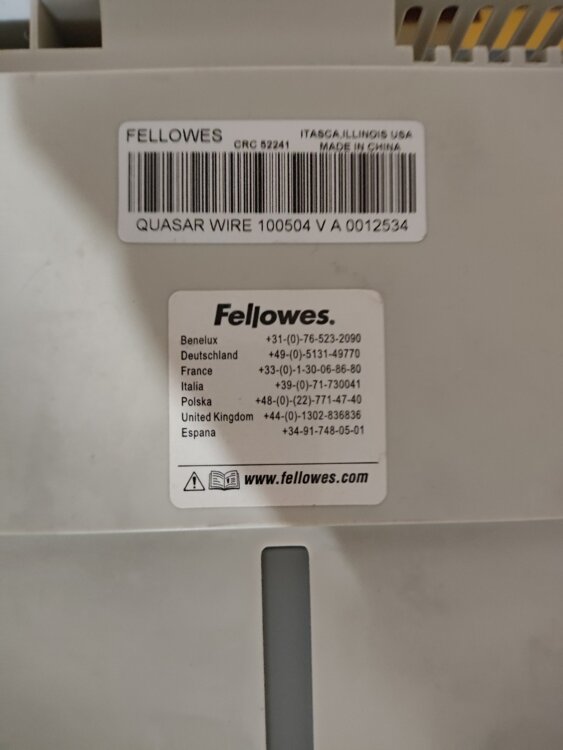 FELLOWES
ITASCA,ILLINOIS USA
CRC 52241
MADE IN CHINA
QUASAR WIRE 100504 V A 0012534
Fellowes.
Benelux +31-(0)-76-523-2090
Deutschland +49-(0)-5131-49770
France +33-(0)-1-30-06-86-80
Italia +39-(0)-71-730041
Polska +48-(0)-(22)-771-47-40
United Kingdom +44-(0)-1302-836836
Espana +34-91-748-05-01
www.fellowes.com